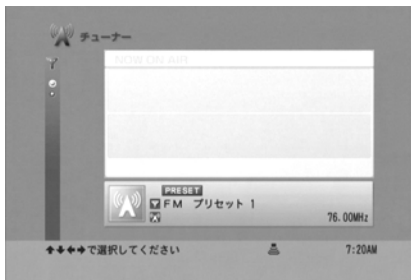 チューナー
NOW ON AIR
PRESET
FM プリセット 1
76.00MHz
↑↓←→で選択してください
7:20AM